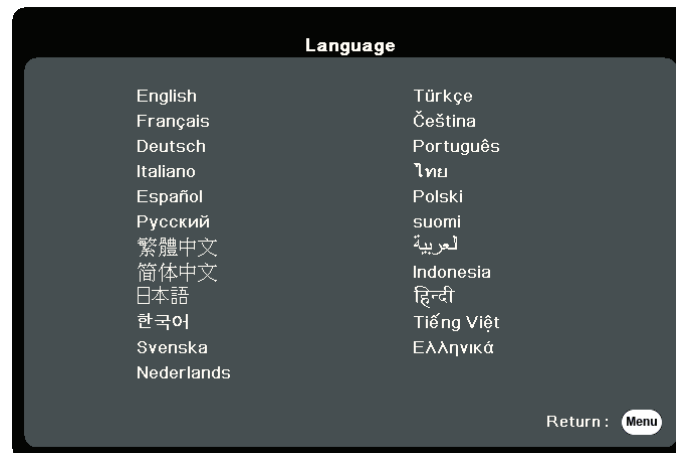 Language
English
Français
Deutsch
Italiano
Español
Русский
繁體中文
简体中文
日本語
한국어
Svenska
Nederlands
Türkçe
Čeština
Português
ไทย
Polski
suomi
العربية
Indonesia
हिन्दी
Tiếng Việt
Ελληνικά
Return: Menu